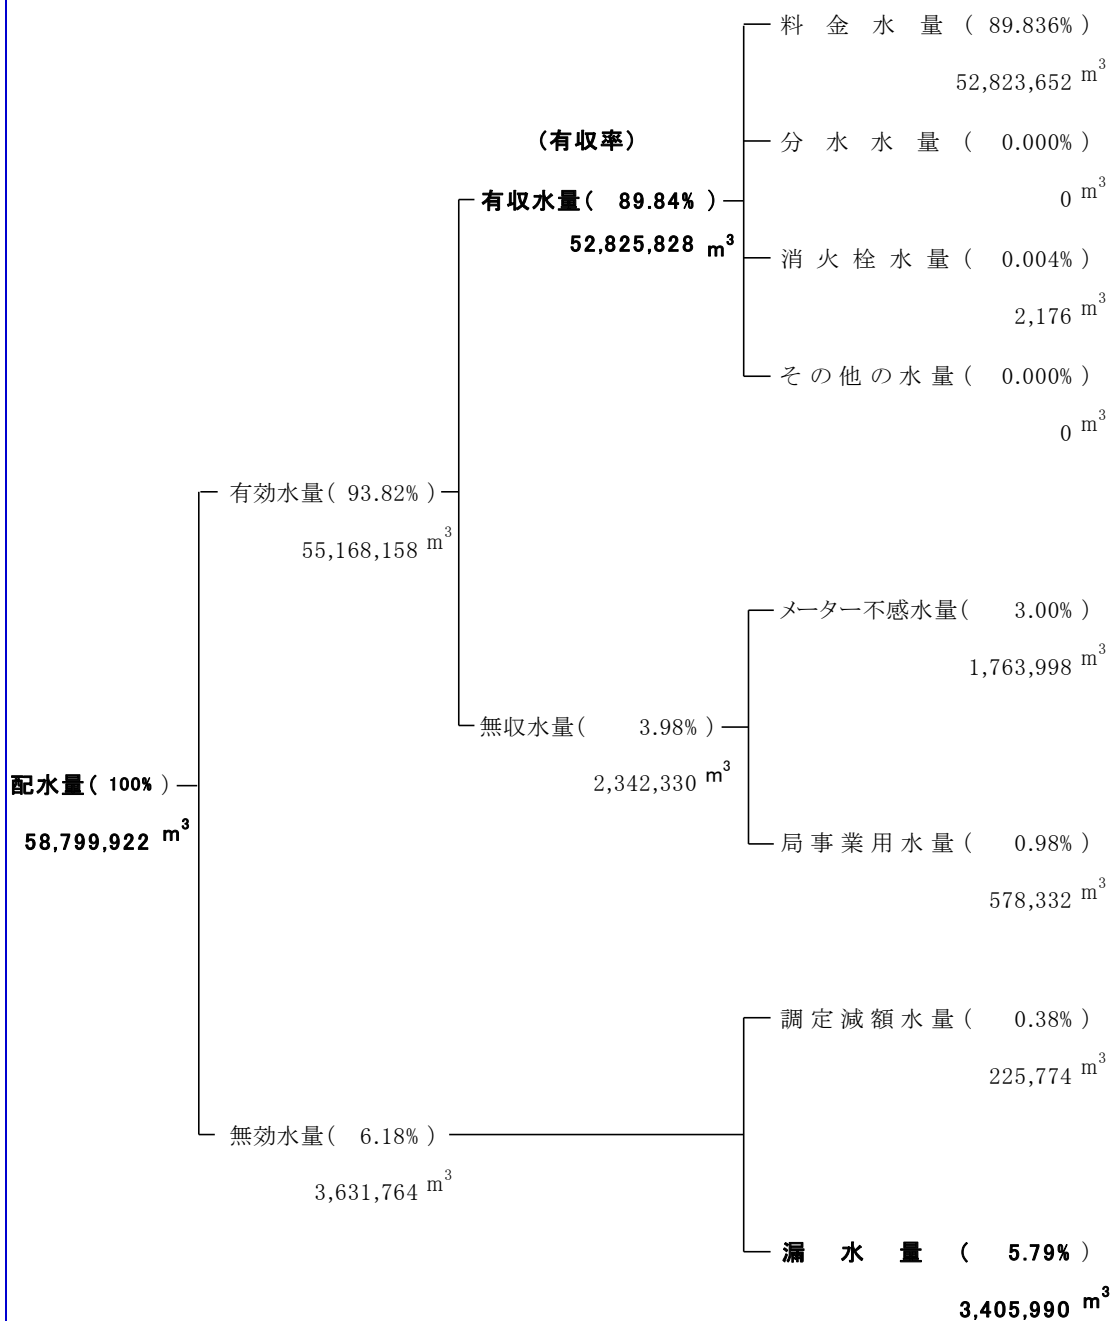 料金水量( 89.836% )
52,823,652 m³
(有収率)
分水水量( 0.000% )
0 m³
有収水量( 89.84% )
52,825,828 m³
消火栓水量( 0.004% )
2,176 m³
その他の水量( 0.000% )
0 m³
有効水量( 93.82% )
55,168,158 m³
メーター不感水量( 3.00% )
1,763,998 m³
無収水量( 3.98% )
2,342,330 m³
配水量( 100% )
58,799,922 m³
局事業用水量( 0.98% )
578,332 m³
調定減額水量( 0.38% )
225,774 m³
無効水量( 6.18% )
3,631,764 m³
漏水量( 5.79% )
3,405,990 m³